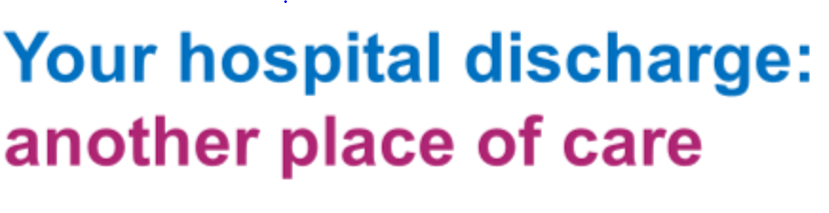 Your hospital discharge:
another place of care